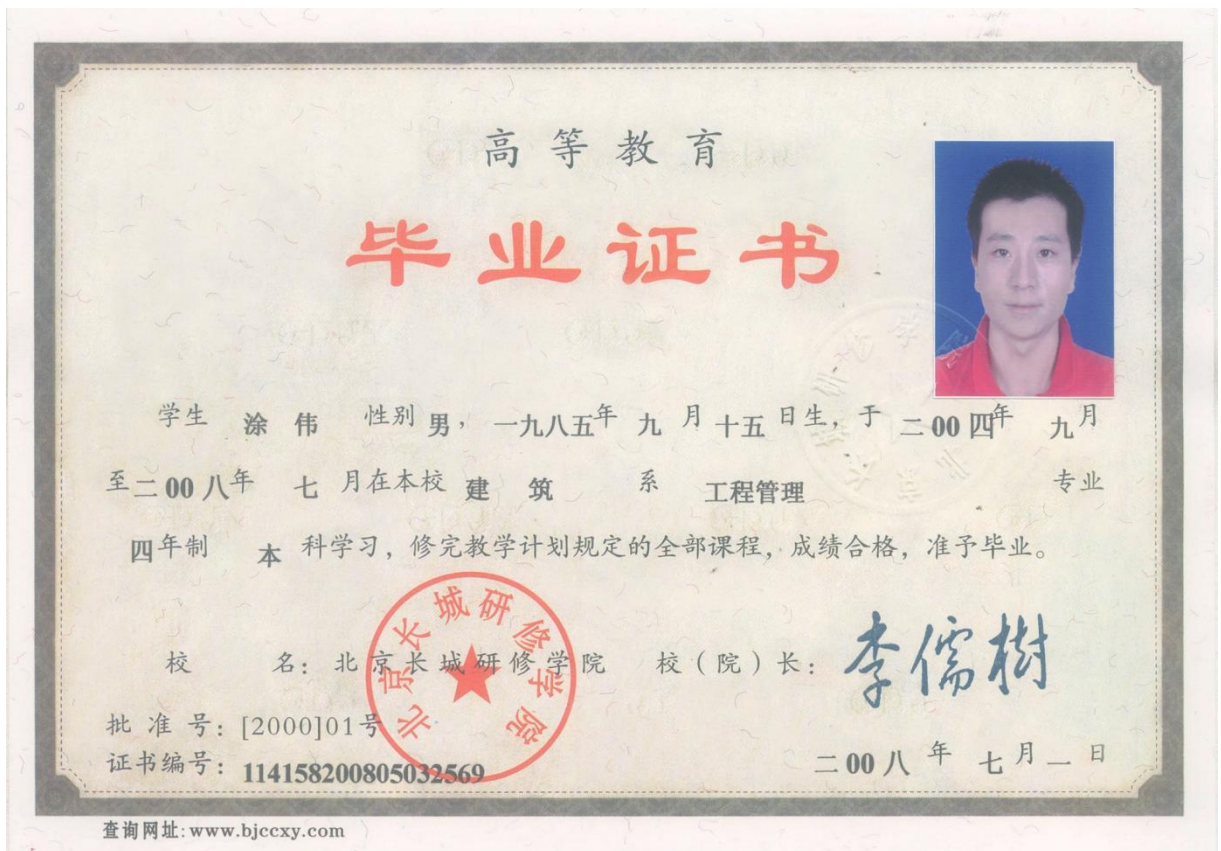 高等教育
毕业证书
学生 涂伟 性别 男，一九八五年 九 月 十五 日生，于 二00四年 九月
至二00八年 七 月在本校 建筑 系 工程管理 专业
四年制 本 科学习，修完教学计划规定的全部课程，成绩合格，准予毕业。
校 名：北京长城研修学院 校（院）长：李儒树
北京长城研修学院
批准号：[2000]01号
证书编号：114158200805032569
二00八 年 七月 一 日
查询网址：www.bjccxy.com